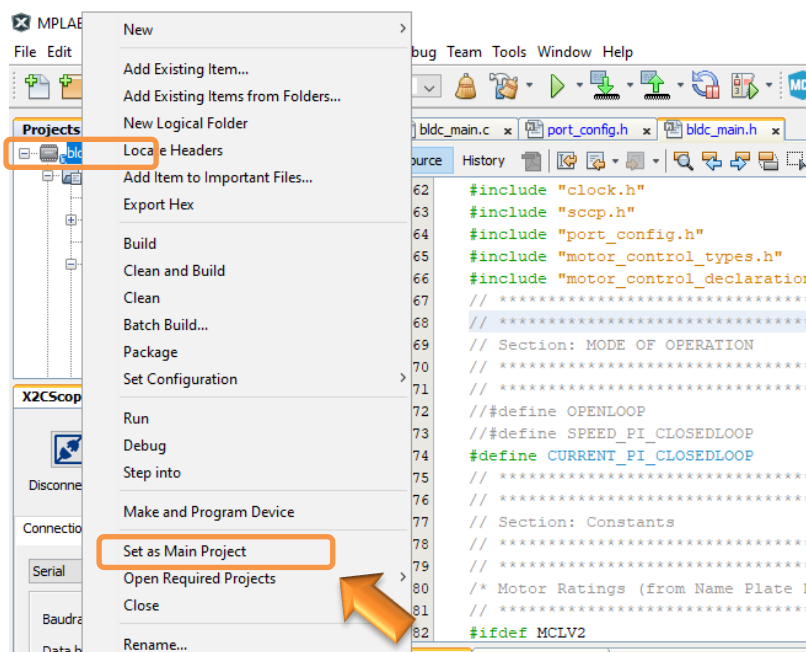 MPLAB
File Edit
bug Team Tools Window Help
New
Add Existing Item...
Add Existing Items from Folders...
New Logical Folder
Locate Headers
Add Item to Important Files...
Export Hex
Build
Clean and Build
Clean
Batch Build...
Package
Set Configuration
Run
Debug
Step into
Make and Program Device
Set as Main Project
Open Required Projects
Close
Rename...
Projects
bld
X2CScop
Disconne
Connectio
Serial
Baudra
Data b
MC
bldc_main.c x port_config.h x bldc_main.h x
ource History
62 #include "clock.h"
63 #include "sccp.h"
64 #include "port_config.h"
65 #include "motor_control_types.h"
66 #include "motor_control_declaration
67 // **********************************
68 // **********************************
69 // Section: MODE OF OPERATION
70 // **********************************
71 // **********************************
72 //#define OPENLOOP
73 //#define SPEED_PI_CLOSEDLOOP
74 #define CURRENT_PI_CLOSEDLOOP
75 // **********************************
76 // **********************************
77 // Section: Constants
78 // **********************************
79 // **********************************
80 /* Motor Ratings (from Name Plate
81 // **********************************
82 #ifdef MCLV2